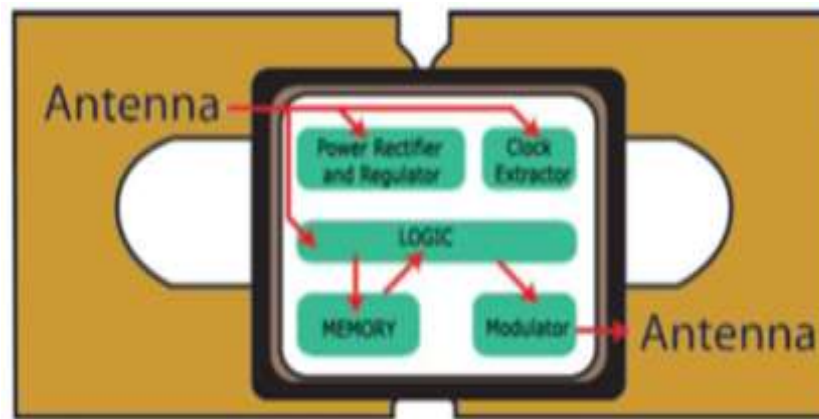 Antenna
Power Rectifier
and Regulator
Clock
Extractor
LOGIC
MEMORY
Modulator
Antenna